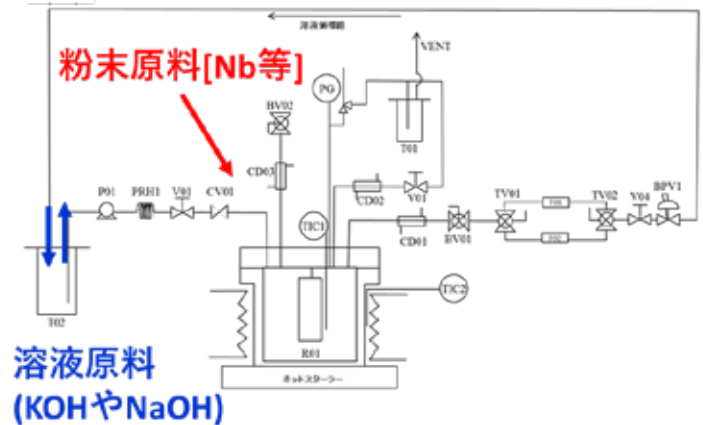 溶液循環
粉末原料[Nb等]
VENT
PG
BV02
T01
CD03
P01
PRH1
V01
CV01
CD02
V01
TV01
TV02
BPV1
V04
TIC1
CD01
BV01
TIC2
T02
R01
ホットスターラー
溶液原料
(KOHやNaOH)